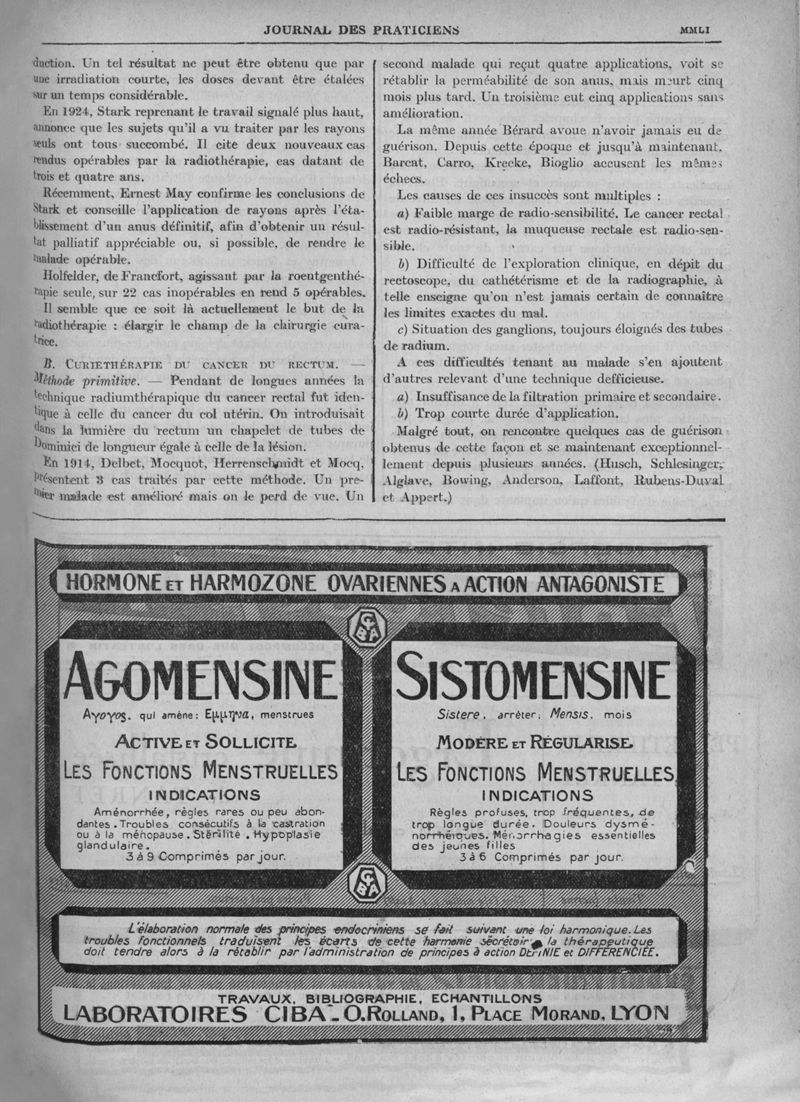 JOURNAL DES PRATICIENS
MMLI
duction. Un tel résultat ne peut être obtenu que par
une irradiation courte, les doses devant être étalées
sur un temps considérable.
En 1924, Stark reprenant le travail signalé plus haut,
annonce que les sujets qu'il a vu traiter par les rayons
seuls ont tous succombé. Il cite deux nouveaux cas
rendus opérables par la radiothérapie, cas datant de
trois et quatre ans.
Récemment, Ernest May confirme les conclusions de
Stark et conseille l'application de rayons après l'éta-
blissement d'un anus définitif, afin d'obtenir un résul-
tat palliatif appréciable ou, si possible, de rendre le
malade opérable.
Holfelder, de Francfort, agissant par la roentgenthé-
rapie seule, sur 22 cas inopérables en rend 5 opérables.
Il semble que ce soit là actuellement le but de la
radiothérapie : élargir le champ de la chirurgie cura-
trice.
B. CURIETHÉRAPIE DU CANCER DU RECTUM. —
Méthode primitive. — Pendant de longues années la
technique radiumthérapique du cancer rectal fut iden-
tique à celle du cancer du col utérin. On introduisait
dans la lumière du rectum un chapelet de tubes de
Dominici de longueur égale à celle de la lésion.
En 1914, Delbet, Mocquot, Herrenschmidt et Mocq,
présentent 3 cas traités par cette méthode. Un pre-
mier malade est amélioré mais on le perd de vue. Un
second malade qui reçut quatre applications, voit se
rétablir la perméabilité de son anus, mais meurt cinq
mois plus tard. Un troisième eut cinq applications sans
amélioration.
La même année Bérard avoue n'avoir jamais eu de
guérison. Depuis cette époque et jusqu'à maintenant.
Barcat, Carro, Krecke, Bioglio accusent les mêmes
échecs.
Les causes de ces insuccès sont multiples :
a) Faible marge de radio-sensibilité. Le cancer rectal
est radio-résistant, la muqueuse rectale est radio-sen-
sible.
b) Difficulté de l'exploration clinique, en dépit du
rectoscope, du cathétérisme et de la radiographie, à
telle enseigne qu'on n'est jamais certain de connaître
les limites exactes du mal.
c) Situation des ganglions, toujours éloignés des tubes
de radium.
A ces difficultés tenant au malade s'en ajoutent
d'autres relevant d'une technique defficieuse.
a) Insuffisance de la filtration primaire et secondaire.
b) Trop courte durée d'application.
Malgré tout, on rencontre quelques cas de guérison
obtenus de cette façon et se maintenant exceptionnel-
lement depuis plusieurs années. (Husch, Schlesinger,
Alglave, Bowing, Anderson, Laffont, Rubens-Duval
et Appert.)
HORMONE ET HARMOZONE OVARIENNES A ACTION ANTAGONISTE
CIBA
AGOMENSINE
Αγογος, qui amène: Εμμηνα, menstrues
ACTIVE ET SOLLICITE
LES FONCTIONS MENSTRUELLES
INDICATIONS
Aménorrhée, règles rares ou peu abon-
dantes. Troubles consécutifs à la castration
ou à la ménopause. Stérilité. Hypoplasie
glandulaire.
3 à 9 Comprimés par jour.
SISTOMENSINE
Sistere, arrêter; Mensis, mois
MODÈRE ET RÉGULARISE
LES FONCTIONS MENSTRUELLES
INDICATIONS
Règles profuses, trop fréquentes, de
trop longue durée. Douleurs dysmé-
norrhéiques. Ménorrhagies essentielles
des jeunes filles
3 à 6 Comprimés par jour.
CIBA
L'élaboration normale des principes endocriniens se fait suivant une loi harmonique. Les
troubles fonctionnels traduisent les écarts de cette harmonie sécrétoire la thérapeutique
doit tendre alors à la rétablir par l'administration de principes à action DÉFINIE et DIFFÉRENCIÉE.
TRAVAUX, BIBLIOGRAPHIE, ECHANTILLONS
LABORATOIRES CIBA - O. ROLLAND, 1, PLACE MORAND, LYON